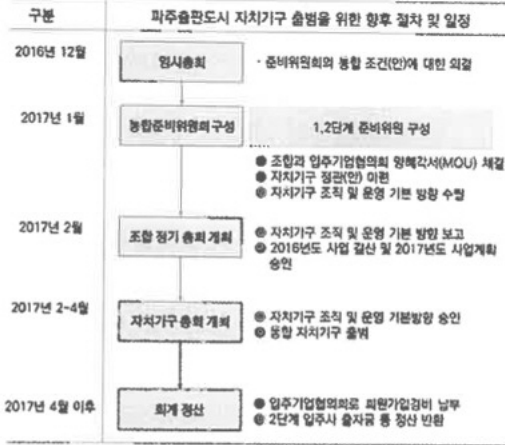 구분 파주출판도시 자치기구 출범을 위한 향후 절차 및 일정
2016년 12월 임시총회 · 준비위원회의 통합 조건(안)에 대한 의결
2017년 1월 통합준비위원회 구성 1,2단계 준비위원 구성
● 조합과 입주기업협의회 양해각서(MOU) 체결
● 자치기구 정관(안) 마련
● 자치기구 조직 및 운영 기본 방향 수립
2017년 2월 조합 정기 총회 개최
● 자치기구 조직 및 운영 기본 방향 보고
● 2016년도 사업 결산 및 2017년도 사업계획
승인
2017년 2-4월 자치기구 총회 개최
● 자치기구 조직 및 운영 기본방향 승인
● 통합 자치기구 출범
2017년 4월 이후 회계 정산
● 입주기업협의회로 회원가입경비 납부
● 2단계 입주사 출자금 등 정산 반환